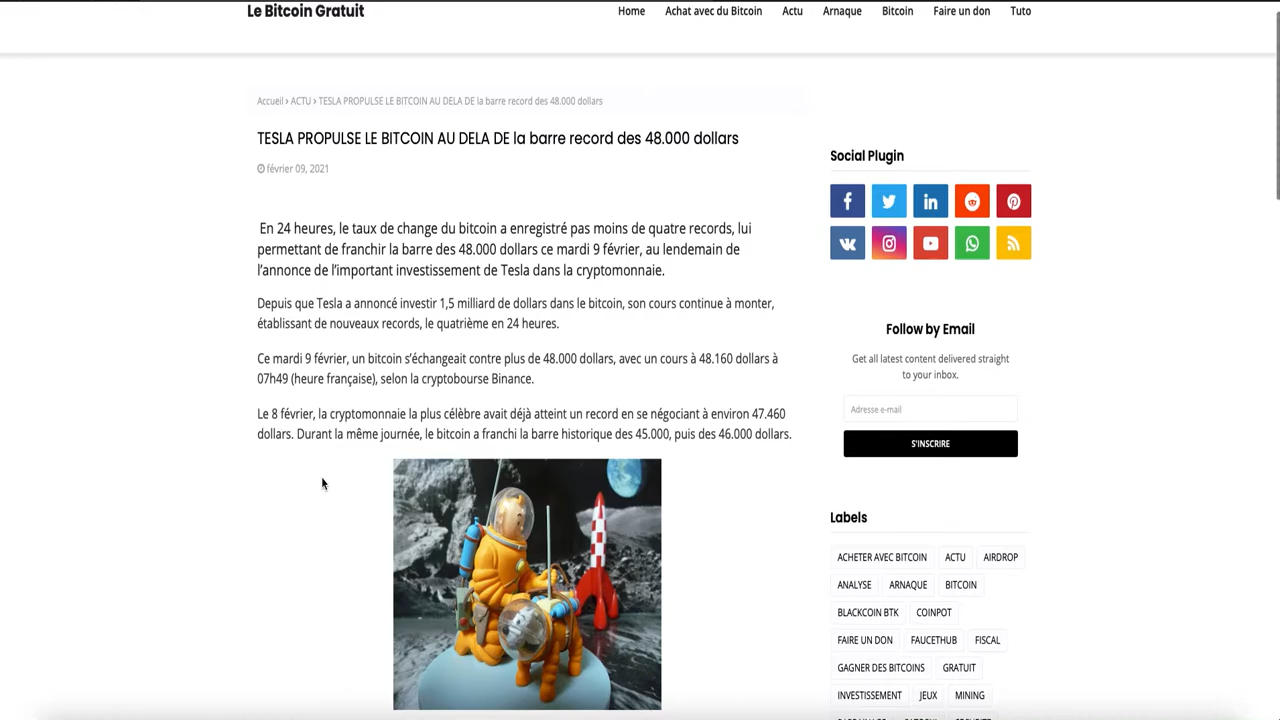 Le Bitcoin Gratuit
Home Achat avec du Bitcoin Actu Arnaque Bitcoin Faire un don Tuto
Accueil › ACTU › TESLA PROPULSE LE BITCOIN AU DELA DE la barre record des 48.000 dollars
TESLA PROPULSE LE BITCOIN AU DELA DE la barre record des 48.000 dollars
février 09, 2021
En 24 heures, le taux de change du bitcoin a enregistré pas moins de quatre records, lui
permettant de franchir la barre des 48.000 dollars ce mardi 9 février, au lendemain de
l’annonce de l’important investissement de Tesla dans la cryptomonnaie.
Depuis que Tesla a annoncé investir 1,5 milliard de dollars dans le bitcoin, son cours continue à monter,
établissant de nouveaux records, le quatrième en 24 heures.
Ce mardi 9 février, un bitcoin s’échangeait contre plus de 48.000 dollars, avec un cours à 48.160 dollars à
07h49 (heure française), selon la cryptobourse Binance.
Le 8 février, la cryptomonnaie la plus célèbre avait déjà atteint un record en se négociant à environ 47.460
dollars. Durant la même journée, le bitcoin a franchi la barre historique des 45.000, puis des 46.000 dollars.
Social Plugin
Follow by Email
Get all latest content delivered straight
to your inbox.
Adresse e-mail
S'INSCRIRE
Labels
ACHETER AVEC BITCOIN ACTU AIRDROP
ANALYSE ARNAQUE BITCOIN
BLACKCOIN BTK COINPOT
FAIRE UN DON FAUCETHUB FISCAL
GAGNER DES BITCOINS GRATUIT
INVESTISSEMENT JEUX MINING